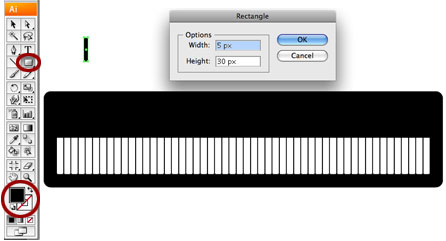 Ai
T
Rectangle
Options
Width: 5 px
Height: 30 px
OK
Cancel